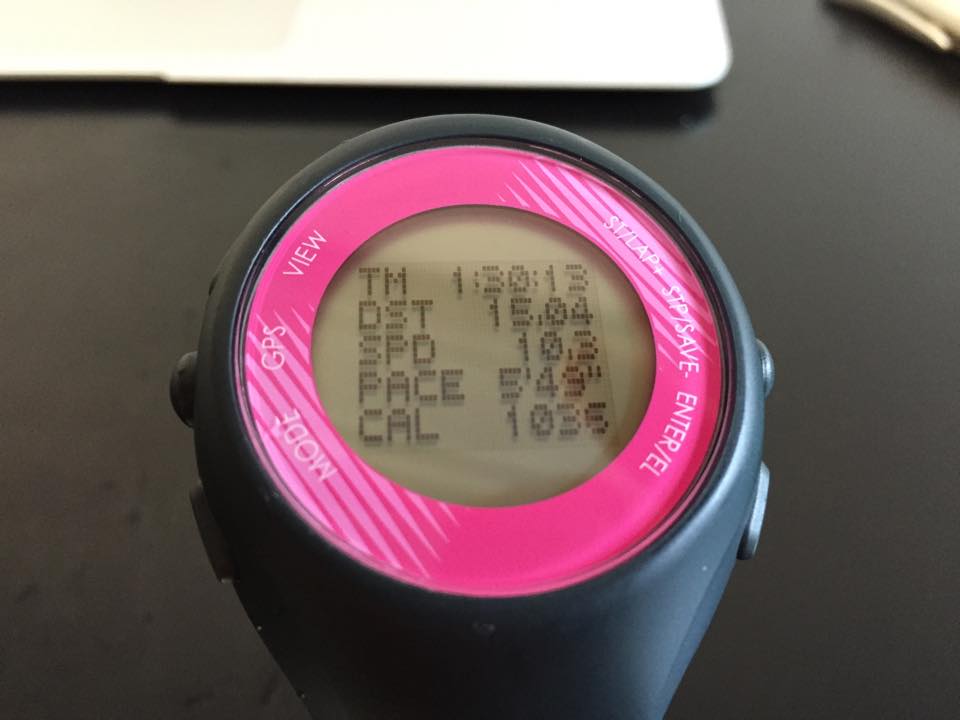 VIEW
GPS
MODE
ST/LAP+
STP/SAVE-
ENTER/EL
TM 1:30:13
DST 15.04
SPD 10.3
PACE 5'49"
CAL 1035